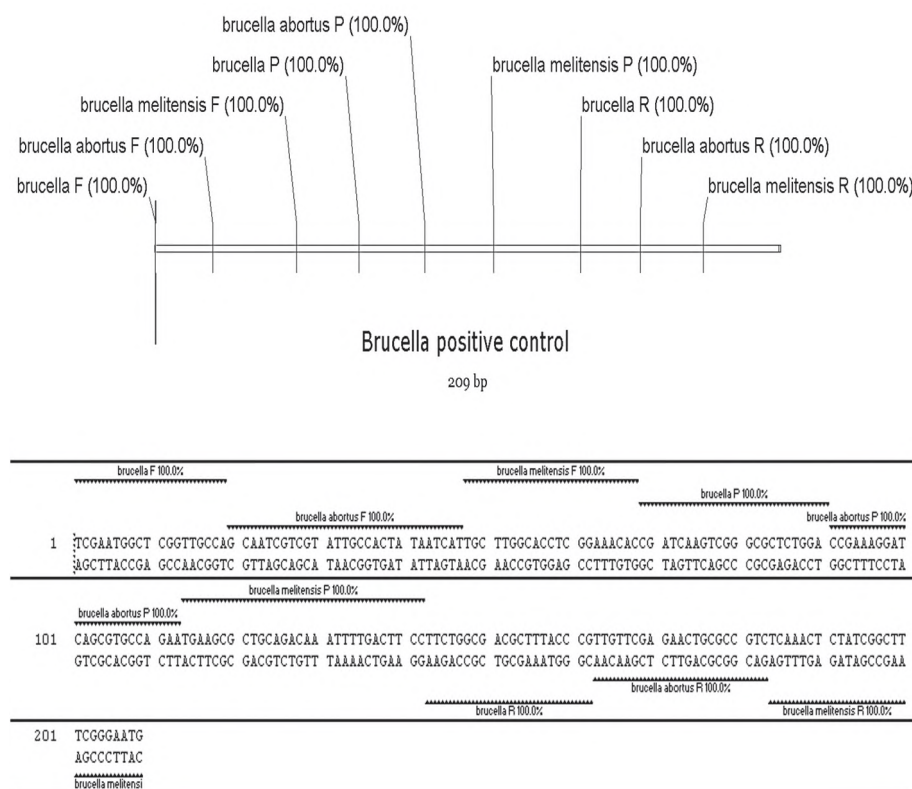 brucella abortus P (100.0%)
brucella P (100.0%)
brucella melitensis P (100.0%)
brucella melitensis F (100.0%)
brucella R (100.0%)
brucella abortus F (100.0%)
brucella abortus R (100.0%)
brucella F (100.0%)
brucella melitensis R (100.0%)
Brucella positive control
209 bp
brucella F 100.0%
brucella melitensis F 100.0%
brucella P 100.0%
brucella abortus F 100.0%
brucella abortus P 100.0%
1 TCGAATGGCT CGGTTGCCAG CAATCGTCGT ATTGCCACTA TAATCATTGC TTGGCACCTC GGAAACACCG ATCAAGTCGG GCGCTCTGGA CCGAAAGGAT
AGCTTACCGA GCCAACGGTC GTTAGCAGCA TAACGGTGAT ATTAGTAACG AACCGTGGAG CCTTTGTGGC TAGTTCAGCC CGCGAGACCT GGCTTTCCTA
brucella abortus P 100.0%
brucella melitensis P 100.0%
101 CAGCGTGCCA GAATGAAGCG CTGCAGACAA ATTTTGACTT CCTTCTGGCG ACGCTTTACCC GTTGTTCGA GAACTGCGCC GTCTCAAACT CTATCGGCTT
GTCGCACGGT CTTACTTCGC GACGTCTGTT TAAAACTGAA GGAAGACCGC TGCGAAATGG GCAACAAGCT CTTGACGCGG CAGAGTTTGA GATAGCCGAA
brucella abortus R 100.0%
brucella R 100.0%
brucella melitensis R 100.0%
201 TCGGGAATG
AGCCCTTAC
brucella melitensi